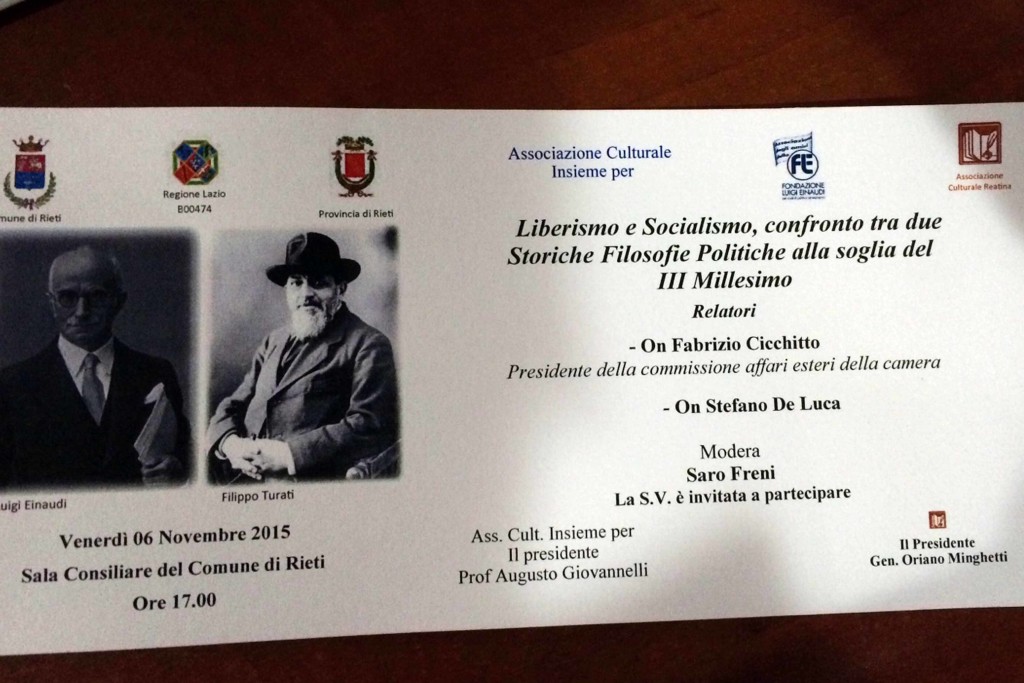 mune di Rieti
Regione Lazio
B00474
Provincia di Rieti
uigi Einaudi
Filippo Turati
Venerdì 06 Novembre 2015
Sala Consiliare del Comune di Rieti
Ore 17.00
Associazione Culturale
Insieme per
FE
FONDAZIONE
LUIGI EINAUDI
Associazione
Culturale Reatina
Liberismo e Socialismo, confronto tra due
Storiche Filosofie Politiche alla soglia del
III Millesimo
Relatori
- On Fabrizio Cicchitto
Presidente della commissione affari esteri della camera
- On Stefano De Luca
Modera
Saro Freni
La S.V. è invitata a partecipare
Ass. Cult. Insieme per
Il presidente
Prof Augusto Giovannelli
Il Presidente
Gen. Oriano Minghetti